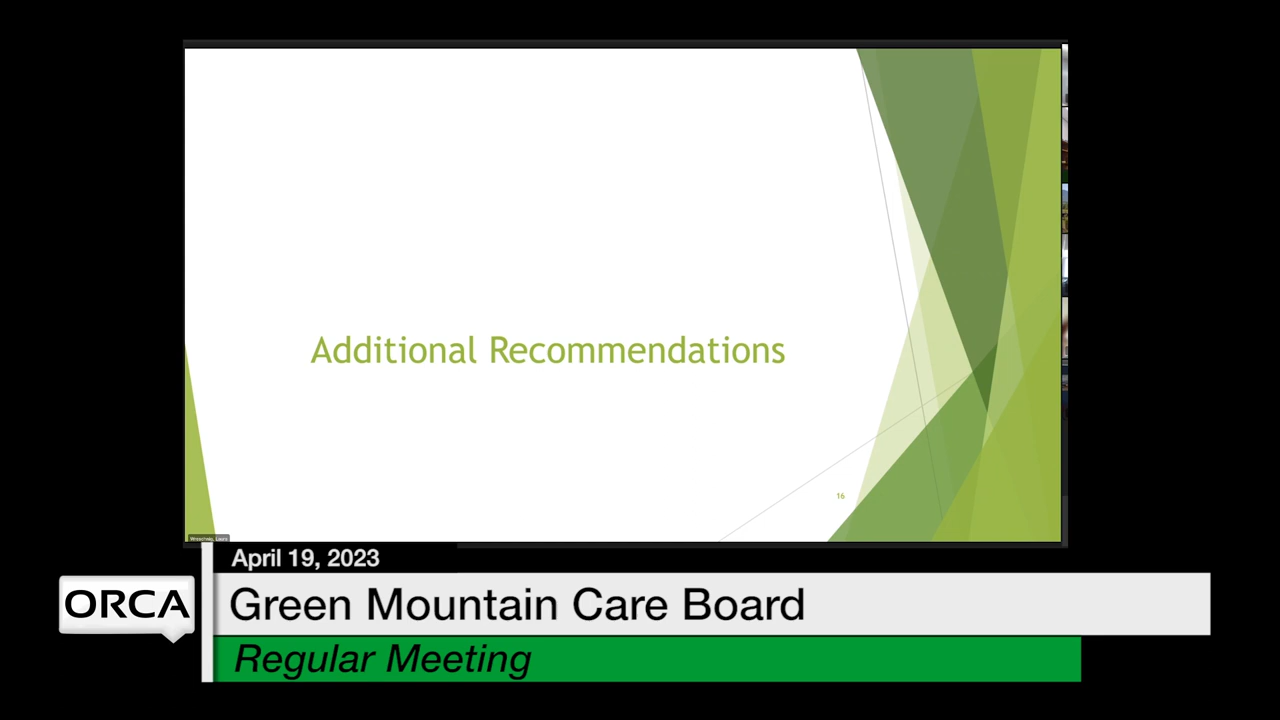 Additional Recommendations
16
April 19, 2023
ORCA
Green Mountain Care Board
Regular Meeting